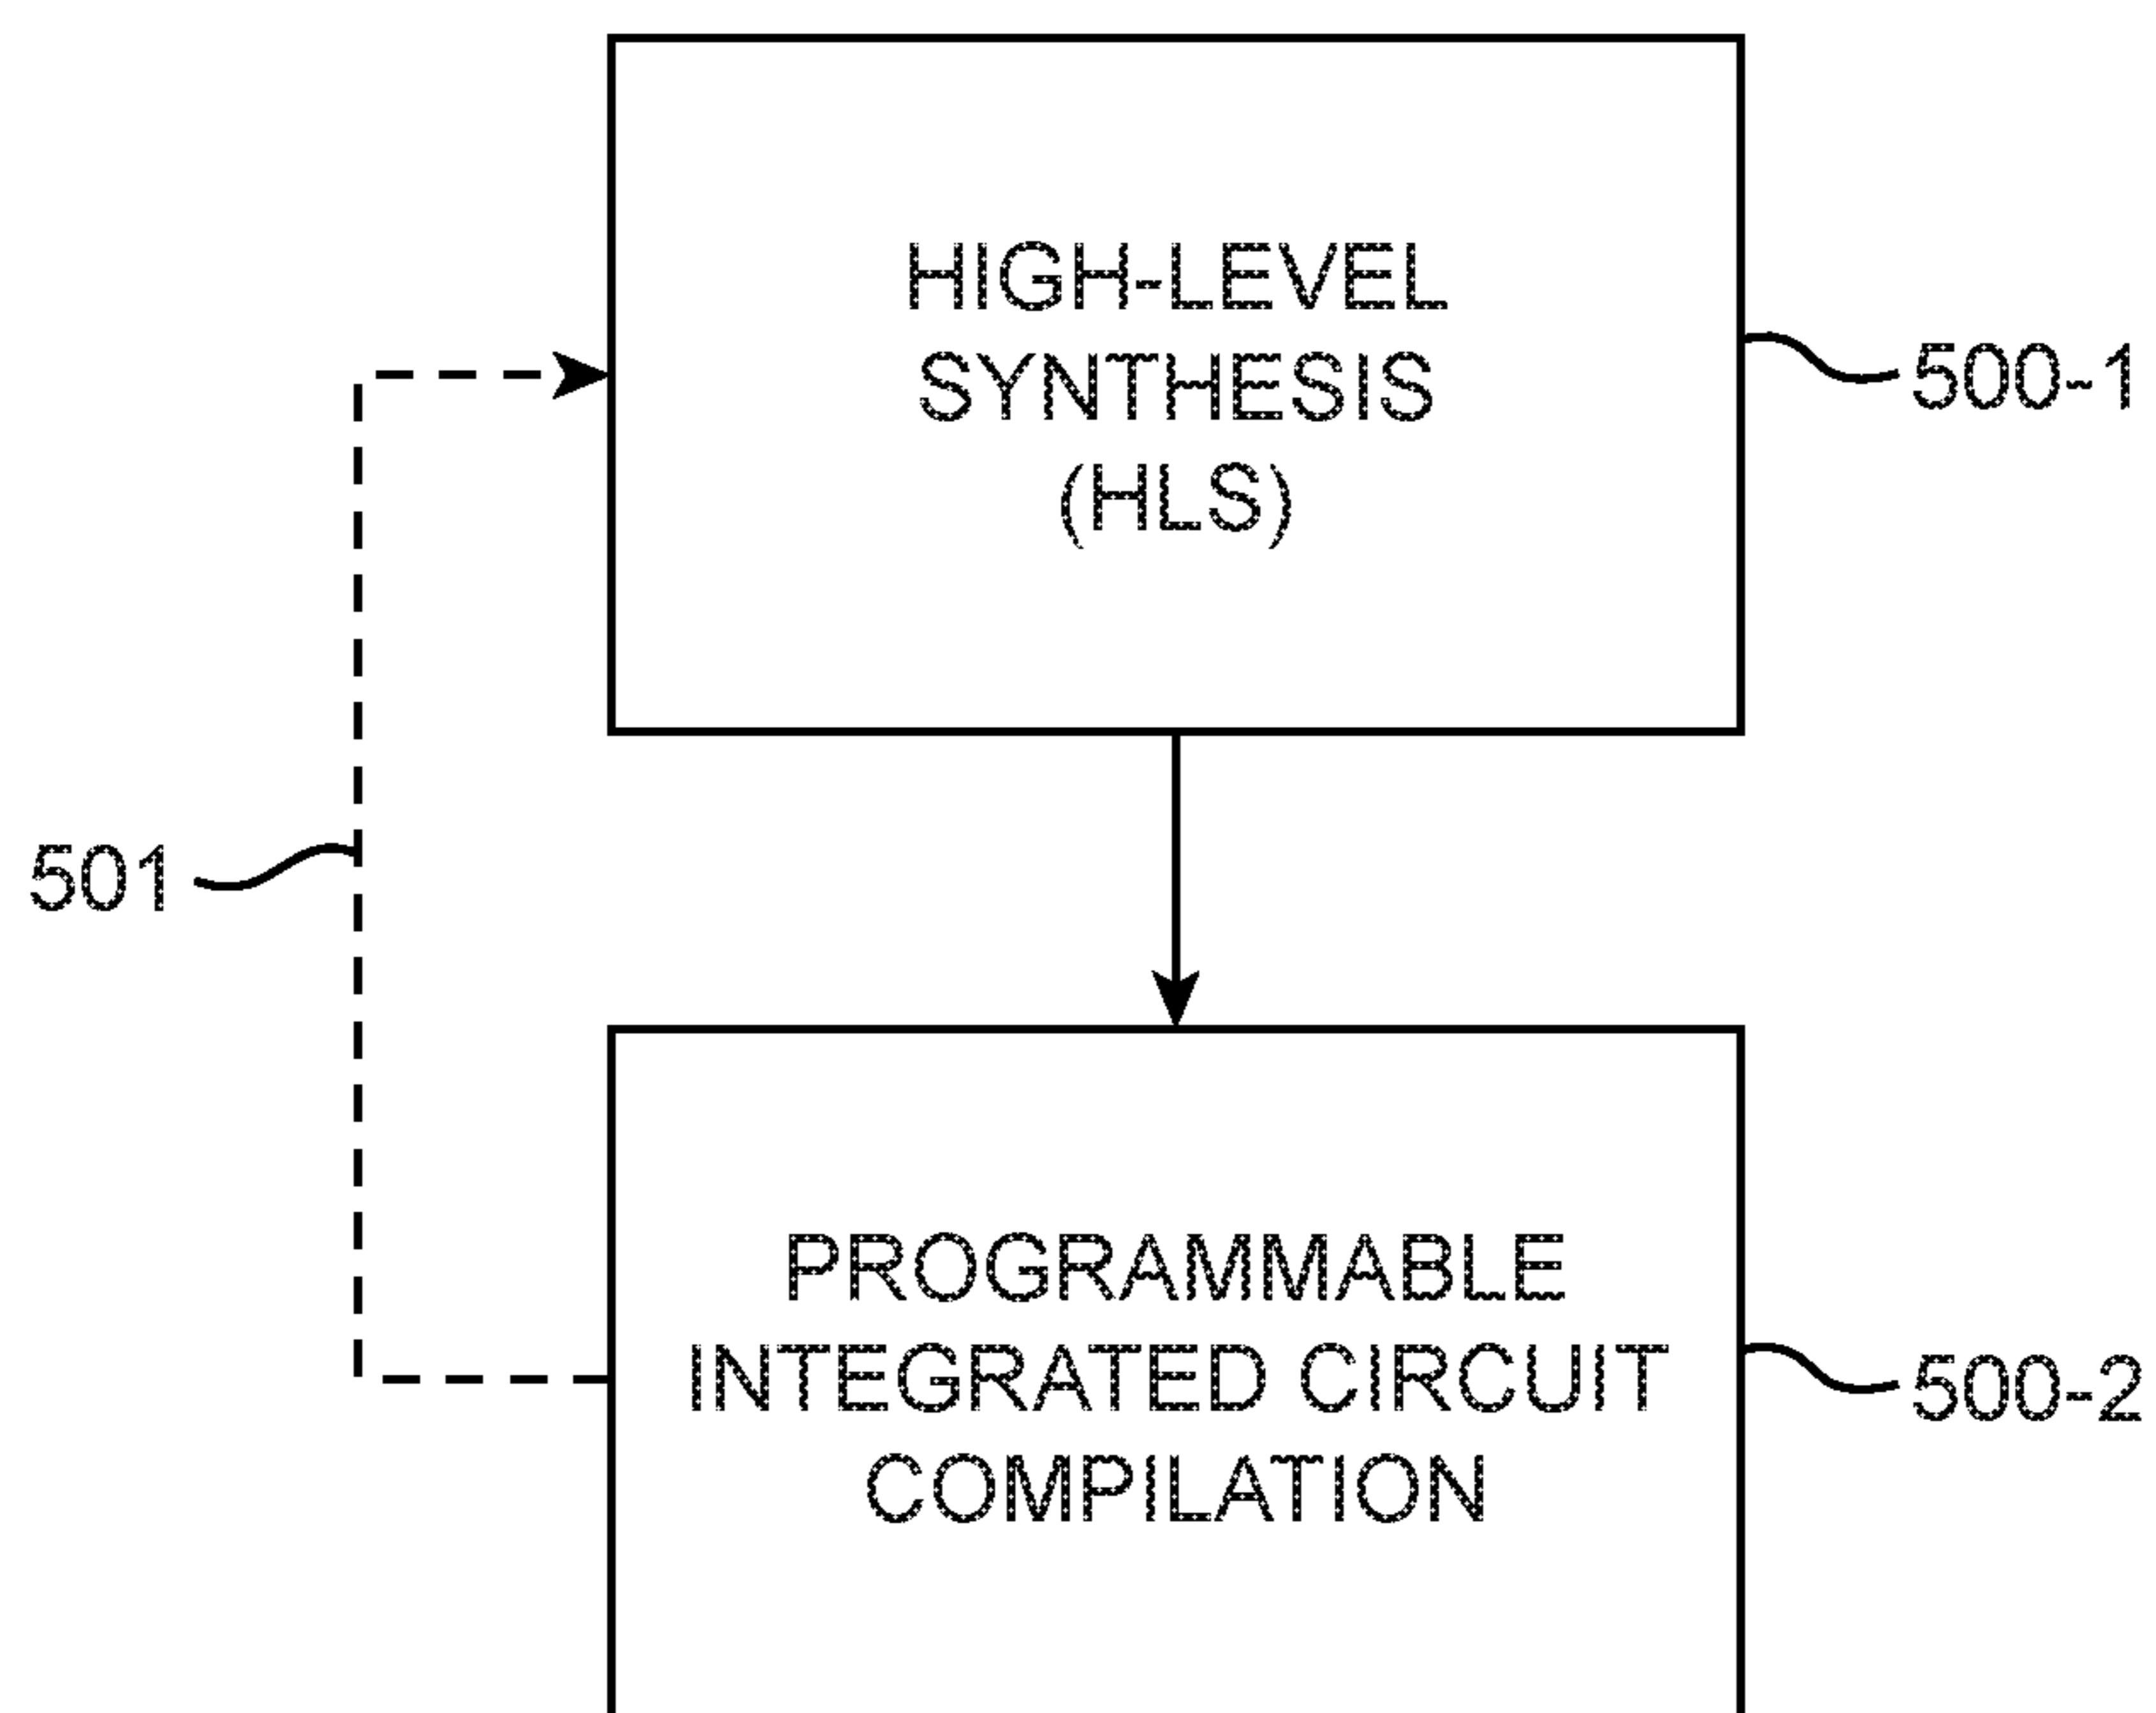 HIGH-LEVEL
SYNTHESIS
(HLS)
500-1
501
PROGRAMMABLE
INTEGRATED CIRCUIT
COMPILATION
500-2